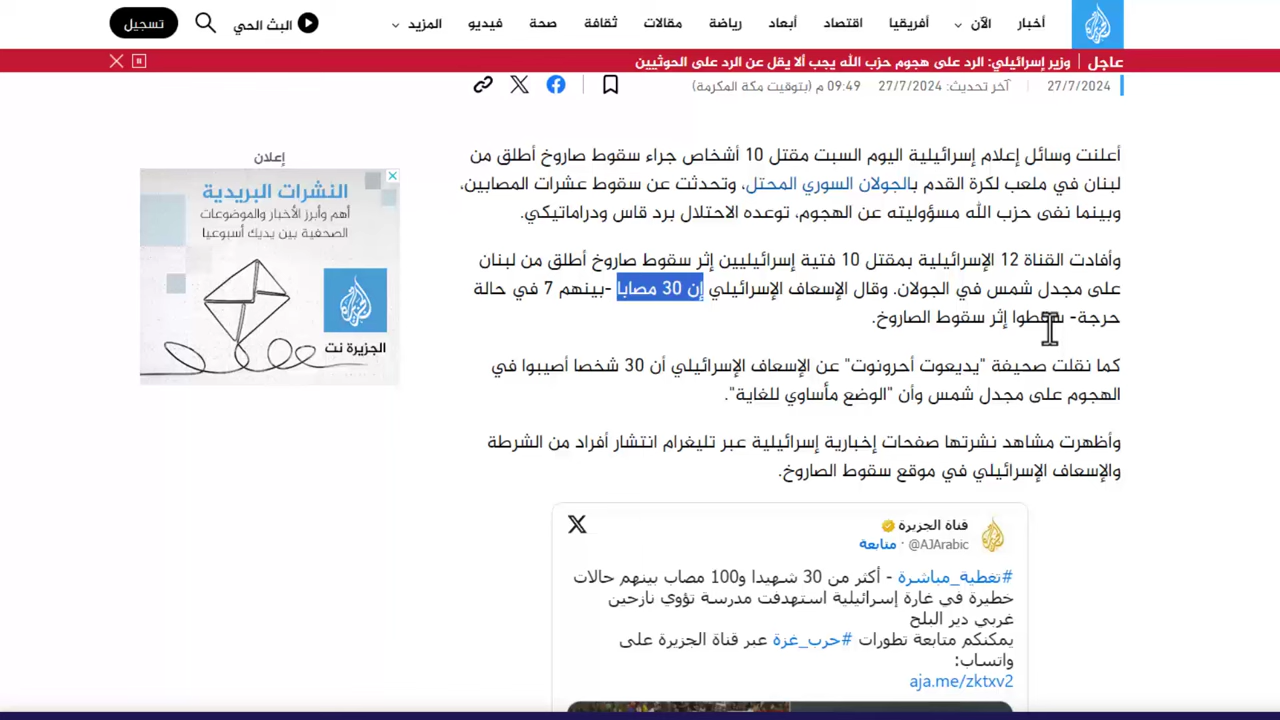 أخبار
الآن
أفريقيا
اقتصاد
أبعاد
رياضة
مقالات
ثقافة
صحة
فيديو
المزيد
البث الحي
تسجيل
عاجل | وزير إسرائيلي: الرد على هجوم حزب الله يجب ألا يقل عن الرد على الحوثيين
27/7/2024 | آخر تحديث: 27/7/2024 09:49 م (بتوقيت مكة المكرمة)
أعلنت وسائل إعلام إسرائيلية اليوم السبت مقتل 10 أشخاص جراء سقوط صاروخ أطلق من
لبنان في ملعب لكرة القدم بالجولان السوري المحتل، وتحدثت عن سقوط عشرات المصابين،
وبينما نفى حزب الله مسؤوليته عن الهجوم، توعده الاحتلال برد قاس ودراماتيكي.
وأفادت القناة 12 الإسرائيلية بمقتل 10 فتية إسرائيليين إثر سقوط صاروخ أطلق من لبنان
على مجدل شمس في الجولان. وقال الإسعاف الإسرائيلي إن 30 مصابا -بينهم 7 في حالة
حرجة- سقطوا إثر سقوط الصاروخ.
كما نقلت صحيفة "يديعوت أحرونوت" عن الإسعاف الإسرائيلي أن 30 شخصا أصيبوا في
الهجوم على مجدل شمس وأن "الوضع مأساوي للغاية".
وأظهرت مشاهد نشرتها صفحات إخبارية إسرائيلية عبر تليغرام انتشار أفراد من الشرطة
والإسعاف الإسرائيلي في موقع سقوط الصاروخ.
إعلان
النشرات البريدية
أهم وأبرز الأخبار والموضوعات
الصحفية بين يديك أسبوعيا
الجزيرة نت
قناة الجزيرة
@AJArabic · متابعة
#تغطية_مباشرة - أكثر من 30 شهيدا و100 مصاب بينهم حالات
خطيرة في غارة إسرائيلية استهدفت مدرسة تؤوي نازحين
غربي دير البلح
يمكنكم متابعة تطورات #حرب_غزة عبر قناة الجزيرة على
واتساب:
aja.me/zktxv2